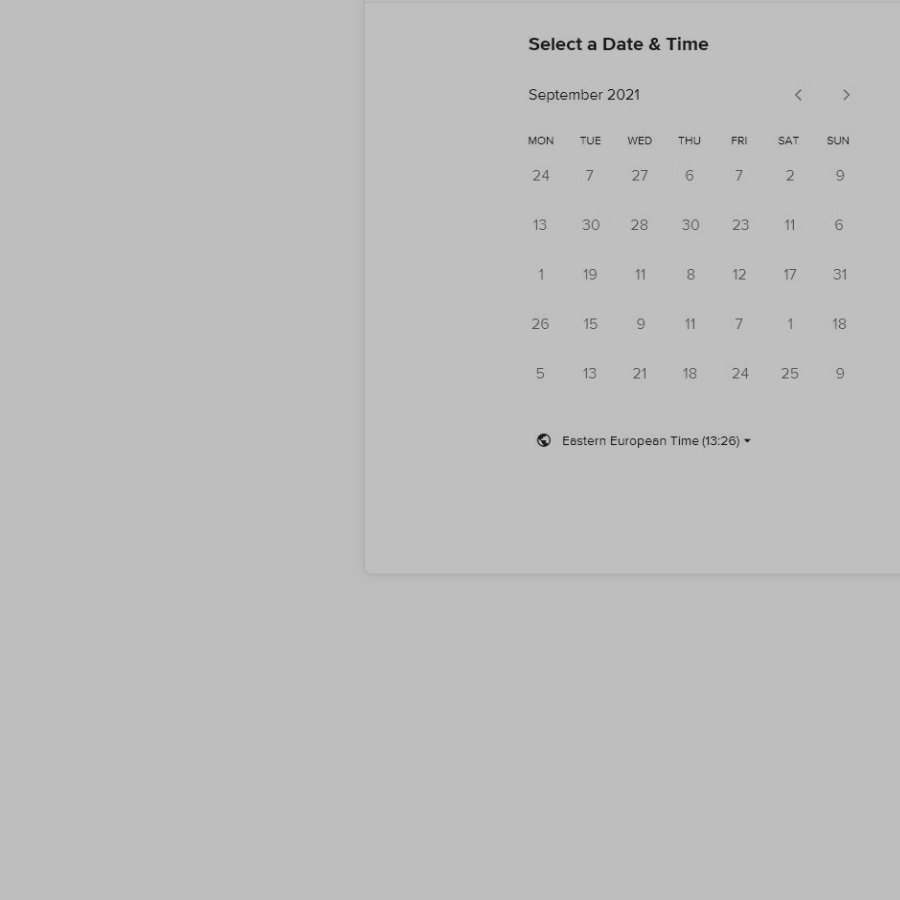 Select a Date & Time
September 2021
MON TUE WED THU FRI SAT SUN
24 7 27 6 7 2 9
13 30 28 30 23 11 6
1 19 11 8 12 17 31
26 15 9 11 7 1 18
5 13 21 18 24 25 9
Eastern European Time (13:26)